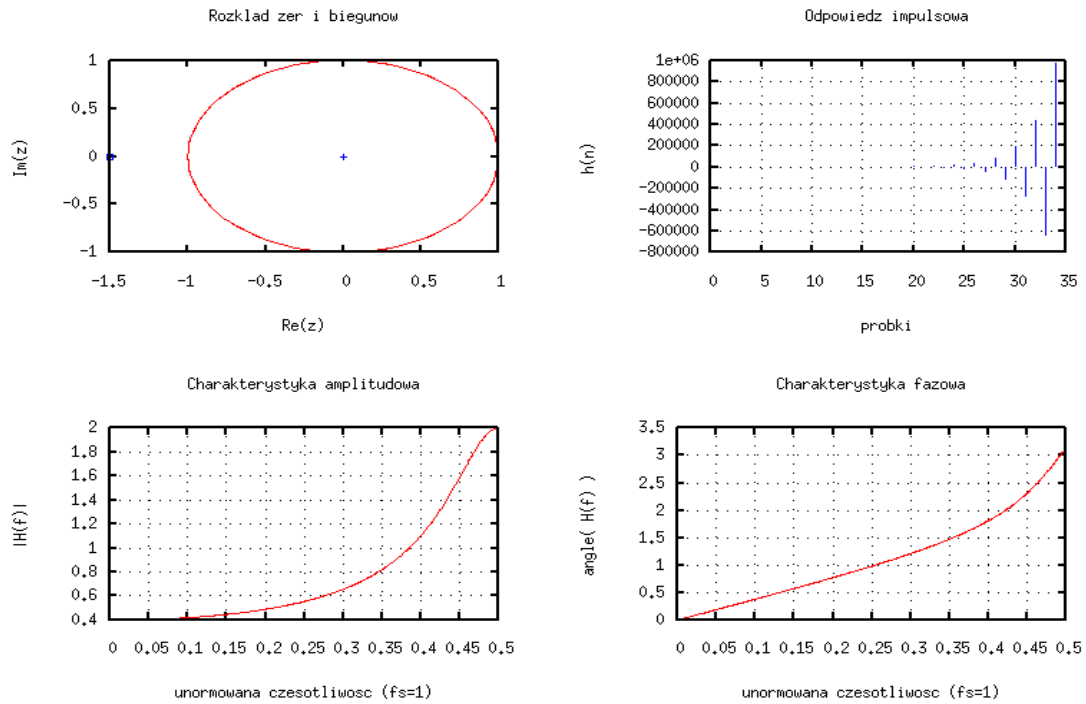 Rozklad zer i biegunow
Im(z)
1
0.5
0
-0.5
-1
-1.5 -1 -0.5 0 0.5 1
Re(z)
Odpowiedz impulsowa
h(n)
1e+06
800000
600000
400000
200000
0
-200000
-400000
-600000
-800000
0 5 10 15 20 25 30 35
probki
Charakterystyka amplitudowa
|H(f)|
2
1.8
1.6
1.4
1.2
1
0.8
0.6
0.4
0 0.05 0.1 0.15 0.2 0.25 0.3 0.35 0.4 0.45 0.5
unormowana czesotliwosc (fs=1)
Charakterystyka fazowa
angle( H(f) )
3.5
3
2.5
2
1.5
1
0.5
0
0 0.05 0.1 0.15 0.2 0.25 0.3 0.35 0.4 0.45 0.5
unormowana czesotliwosc (fs=1)